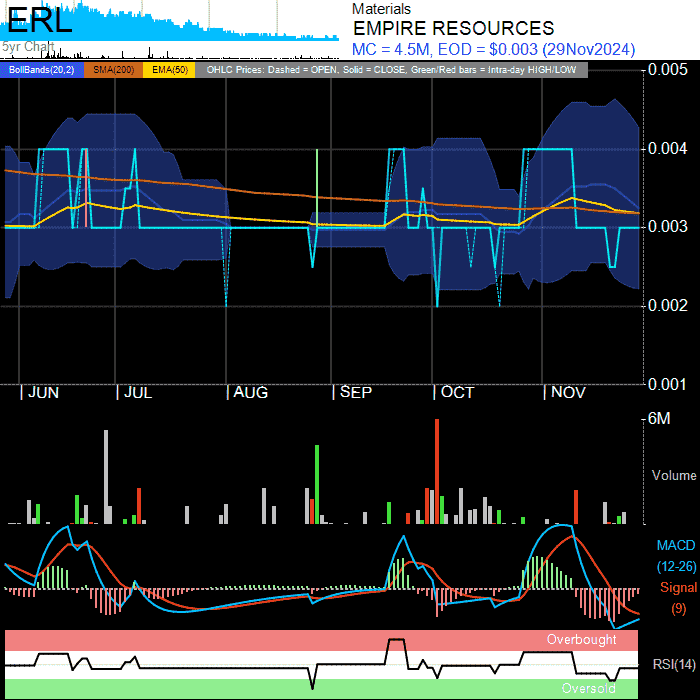 ERL
5yr Chart
Materials
EMPIRE RESOURCES
MC = 4.5M, EOD = $0.003 (29Nov2024)
BollBands(20,2) SMA(200) EMA(50) OHLC Prices: Dashed = OPEN, Solid = CLOSE, Green/Red bars = Intra-day HIGH/LOW
0.005
0.004
0.003
0.002
0.001
| JUN | JUL | AUG | SEP | OCT | NOV
6M
Volume
MACD
(12-26)
Signal
(9)
Overbought
RSI(14)
Oversold